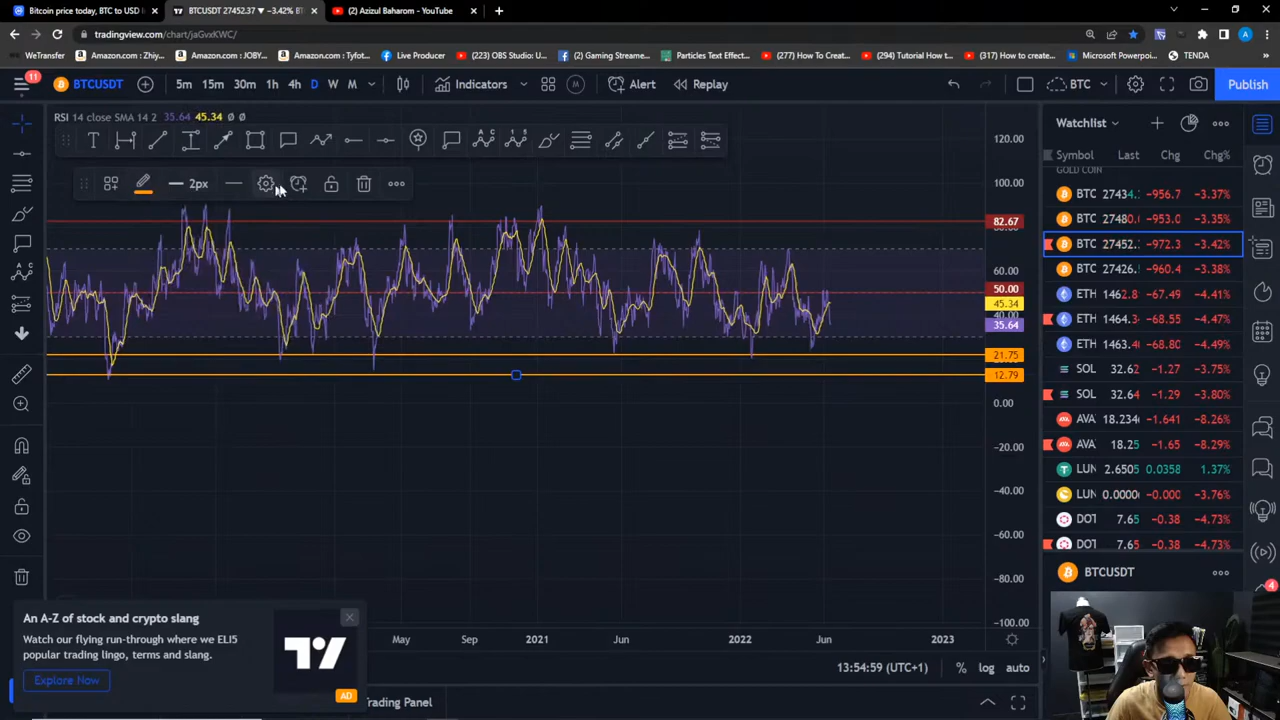 Bitcoin price today, BTC to USD l
BTCUSDT 27452.37 ▼ −3.42% BTC
(2) Azizul Baharom - YouTube
tradingview.com/chart/jaGvxKWC/
WeTransfer
Amazon.com : Zhiy...
Amazon.com: JOBY...
Amazon.com : Tyfot...
Live Producer
(223) OBS Studio: U...
(2) Gaming Streame...
Particles Text Effect...
(277) How To Create...
(294) Tutorial How t...
(317) How to create...
Microsoft Powerpoi...
TENDA
11
BTCUSDT
5m 15m 30m 1h 4h D W M
Indicators
Alert
Replay
BTC
Publish
RSI 14 close SMA 14 2 35.64 45.34 Ø Ø
2px
120.00
100.00
82.67
60.00
50.00
45.34
40.00
35.64
21.75
12.79
0.00
−20.00
−40.00
−60.00
−80.00
−100.00
May Sep 2021 Jun 2022 Jun 2023
13:54:59 (UTC+1)
% log auto
Watchlist
Symbol Last Chg Chg%
GOLD COIN
BTC 27434. −956.7 −3.37%
BTC 27480. −953.0 −3.35%
BTC 27452. −972.3 −3.42%
BTC 27426. −960.4 −3.38%
ETH 1462.8 −67.49 −4.41%
ETH 1464.3 −68.55 −4.47%
ETH 1463. −68.80 −4.49%
SOL 32.62 −1.27 −3.75%
SOL 32.64 −1.29 −3.80%
AVA 18.234 −1.641 −8.26%
AVA 18.25 −1.65 −8.29%
LUN 2.6505 0.0358 1.37%
LUN 0.0000 −0.000 −3.76%
DOT 7.65 −0.38 −4.73%
DOT 7.65 −0.38 −4.73%
BTCUSDT
4
An A-Z of stock and crypto slang
Watch our flying run-through where we ELI5
popular trading lingo, terms and slang.
Explore Now
AD
Trading Panel